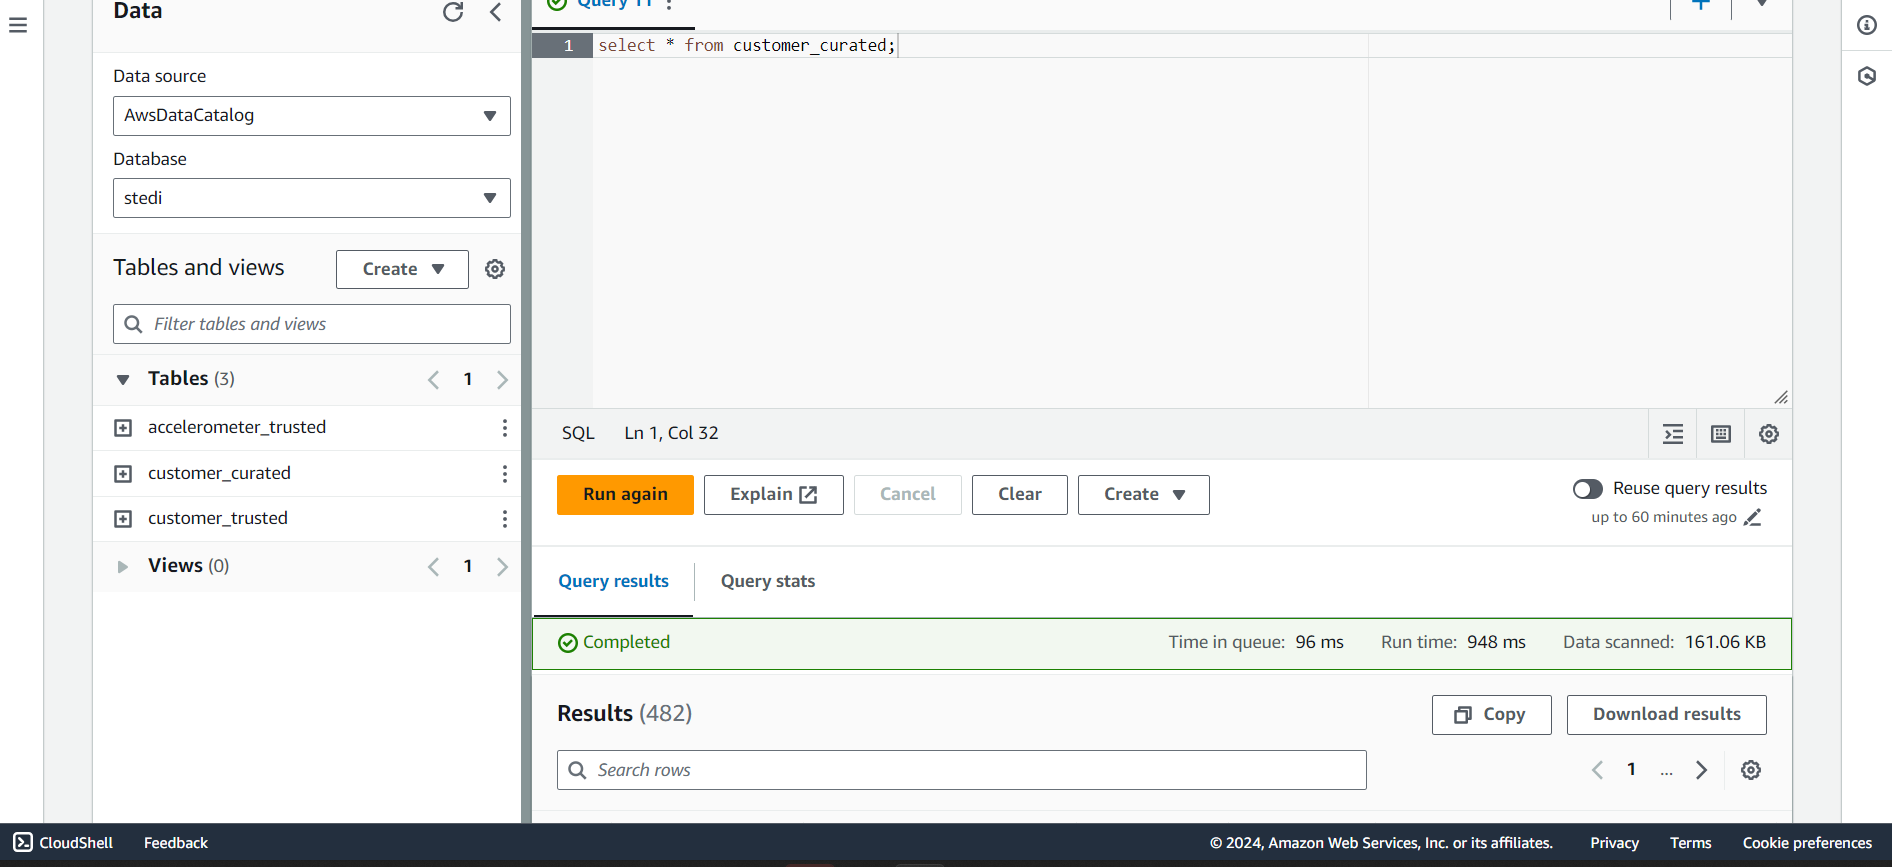 Data
Query 11
Data source
AwsDataCatalog
Database
stedi
Tables and views
Create
Filter tables and views
Tables (3)
1
accelerometer_trusted
customer_curated
customer_trusted
Views (0)
1
1 select * from customer_curated;
SQL Ln 1, Col 32
Run again Explain Cancel Clear Create
Reuse query results
up to 60 minutes ago
Query results Query stats
Completed Time in queue: 96 ms Run time: 948 ms Data scanned: 161.06 KB
Results (482) Copy Download results
Search rows 1 ...
CloudShell Feedback © 2024, Amazon Web Services, Inc. or its affiliates. Privacy Terms Cookie preferences